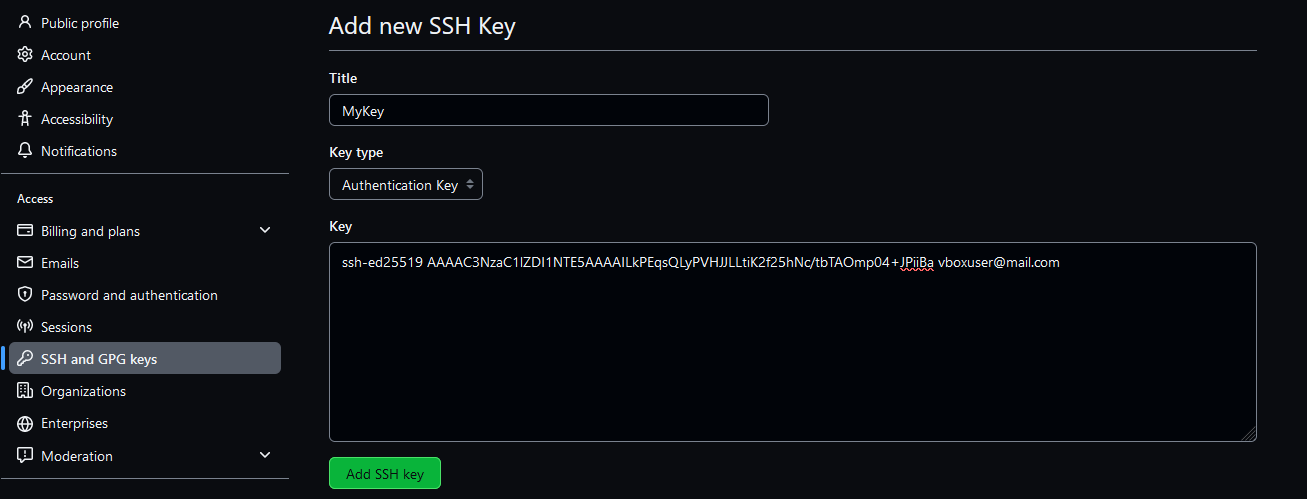 Public profile
Account
Appearance
Accessibility
Notifications
Access
Billing and plans
Emails
Password and authentication
Sessions
SSH and GPG keys
Organizations
Enterprises
Moderation
Add new SSH Key
Title
MyKey
Key type
Authentication Key
Key
ssh-ed25519 AAAAC3NzaC1lZDI1NTE5AAAAILkPEqsQLyPVHJJLLtiK2f25hNc/tbTAOmp04+JPiiBa vboxuser@mail.com
Add SSH key